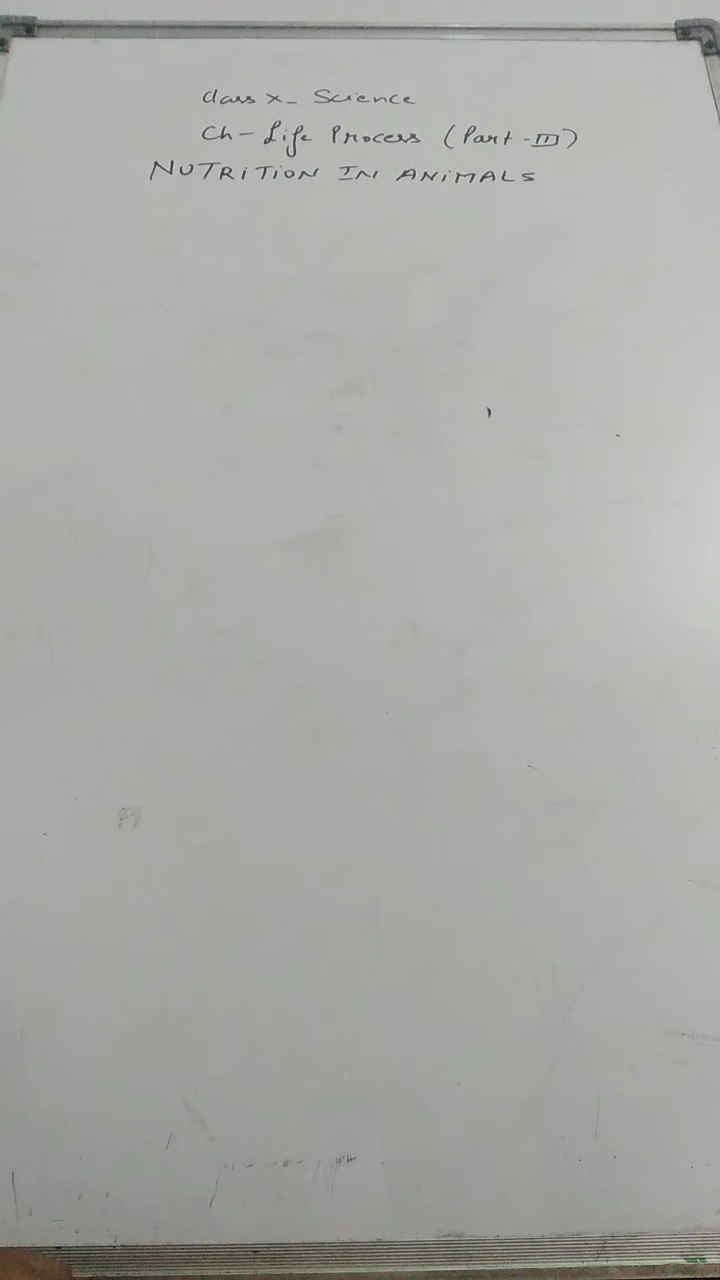 Class X- Science
Ch- Life Process (Part-III)
NUTRITION IN ANIMALS